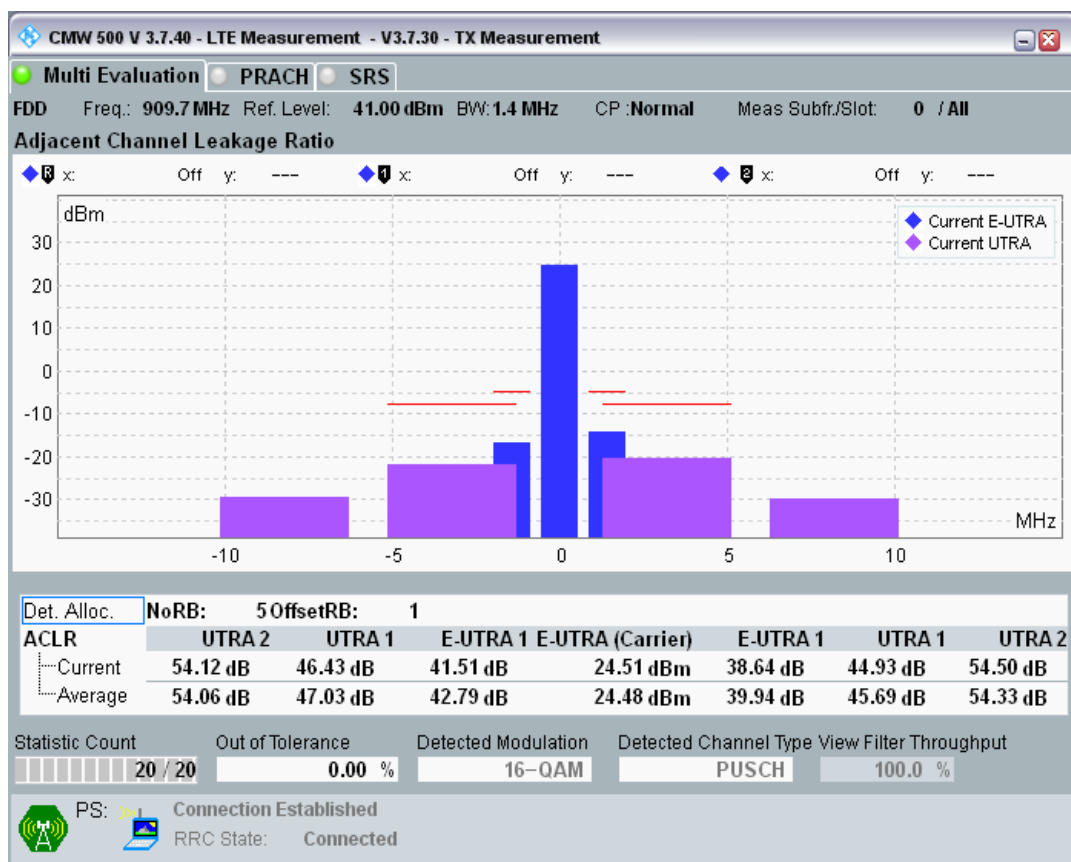 CMW 500 V 3.7.40 - LTE Measurement - V3.7.30 - TX Measurement
Multi Evaluation PRACH SRS
FDD Freq.: 909.7 MHz Ref. Level: 41.00 dBm BW: 1.4 MHz CP :Normal Meas Subfr./Slot: 0 / All
Adjacent Channel Leakage Ratio
R x: Off y: --- 1 x: Off y: --- 2 x: Off y: ---
dBm
Current E-UTRA
Current UTRA
30
20
10
0
-10
-20
-30
MHz
-10 -5 0 5 10
Det. Alloc. NoRB: 5 OffsetRB: 1
ACLR UTRA 2 UTRA 1 E-UTRA 1 E-UTRA (Carrier) E-UTRA 1 UTRA 1 UTRA 2
Current 54.12 dB 46.43 dB 41.51 dB 24.51 dBm 38.64 dB 44.93 dB 54.50 dB
Average 54.06 dB 47.03 dB 42.79 dB 24.48 dBm 39.94 dB 45.69 dB 54.33 dB
Statistic Count Out of Tolerance Detected Modulation Detected Channel Type View Filter Throughput
20 / 20 0.00 % 16-QAM PUSCH 100.0 %
PS: Connection Established
RRC State: Connected